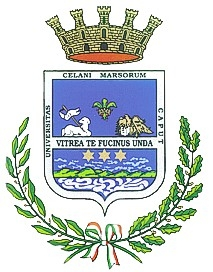 UNIVERSITAS
CELANI MARSORUM
CAPUT
VITREA TE FUCINUS UNDA